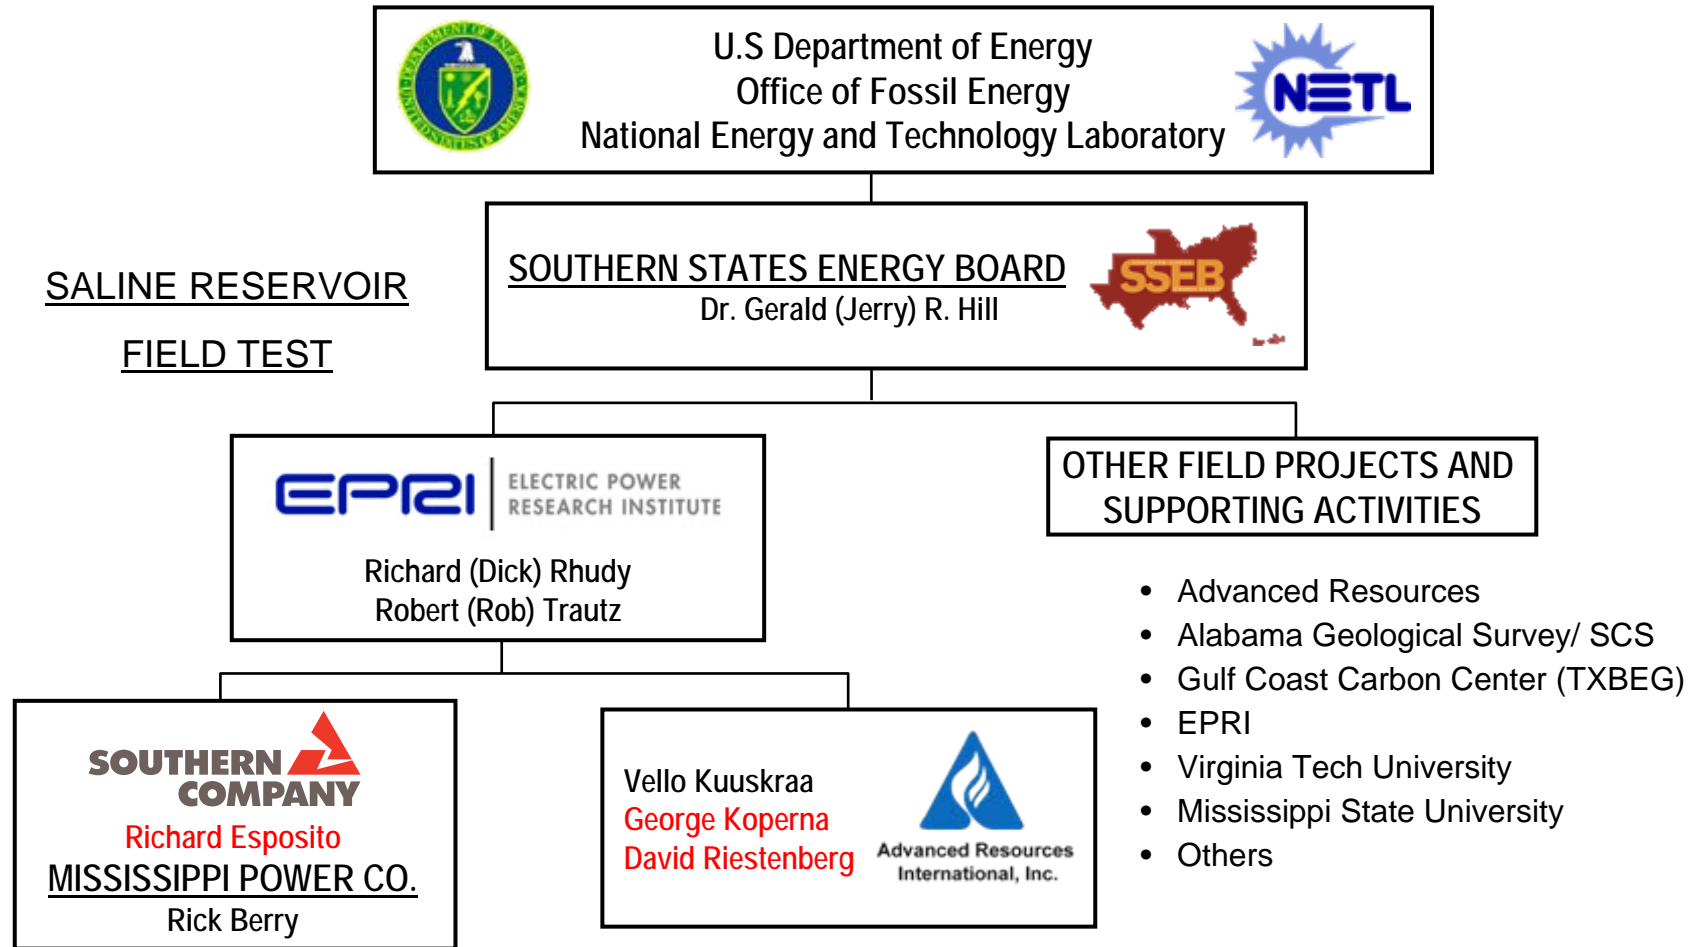 U.S Department of Energy
Office of Fossil Energy
National Energy and Technology Laboratory
NETL
SOUTHERN STATES ENERGY BOARD
Dr. Gerald (Jerry) R. Hill
SSEB
SALINE RESERVOIR
FIELD TEST
EPRI
ELECTRIC POWER
RESEARCH INSTITUTE
Richard (Dick) Rhudy
Robert (Rob) Trautz
OTHER FIELD PROJECTS AND
SUPPORTING ACTIVITIES
• Advanced Resources
• Alabama Geological Survey/ SCS
• Gulf Coast Carbon Center (TXBEG)
• EPRI
• Virginia Tech University
• Mississippi State University
• Others
SOUTHERN
COMPANY
Richard Esposito
MISSISSIPPI POWER CO.
Rick Berry
Vello Kuuskraa
George Koperna
David Riestenberg
Advanced Resources
International, Inc.